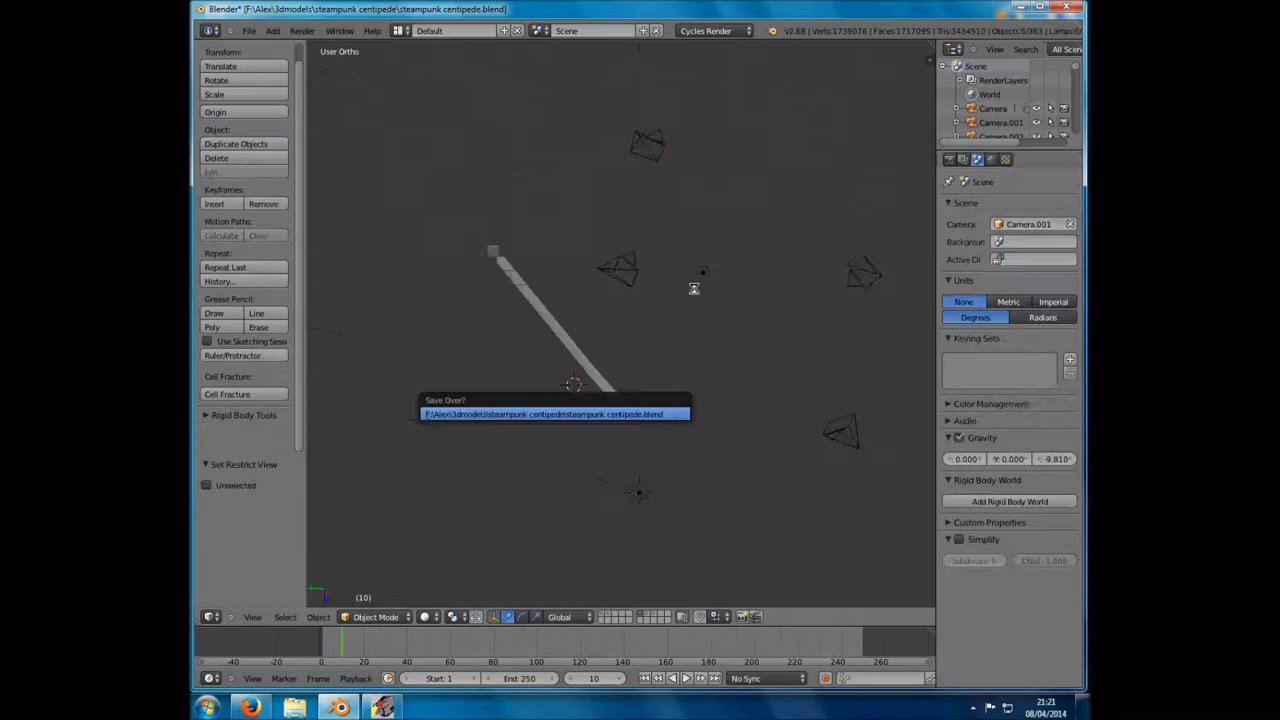 Blender* [F:\Alex\3dmodels\steampunk centipede\steampunk centipede.blend]
File Add Render Window Help Default Scene Cycles Render v2.68 | Verts:1739076 | Faces:1717095 | Tris:3434510 | Objects:0/363 | Lamps:0/
Transform:
Translate
Rotate
Scale
Origin
Object:
Duplicate Objects
Delete
Join
Keyframes:
Insert Remove
Motion Paths:
Calculate Clear
Repeat:
Repeat Last
History...
Grease Pencil:
Draw Line
Poly Erase
Use Sketching Sessi
Ruler/Protractor
Cell Fracture:
Cell Fracture
Rigid Body Tools
Set Restrict View
Unselected
User Ortho
Save Over?
F:\Alex\3dmodels\steampunk centipede\steampunk centipede.blend
(10)
View Select Object Object Mode Global
View Search All Scen
Scene
RenderLayers
World
Camera
Camera.001
Camera.002
Scene
Scene
Camera: Camera.001
Backgroun
Active Cli
Units
None Metric Imperial
Degrees Radians
Keying Sets
Color Management
Audio
Gravity
0.000 Y: 0.000 -9.810
Rigid Body World
Add Rigid Body World
Custom Properties
Simplify
1.000
-40 -20 0 20 40 60 80 100 120 140 160 180 200 220 240 260
View Marker Frame Playback Start: 1 End: 250 10 No Sync
21:21
08/04/2014